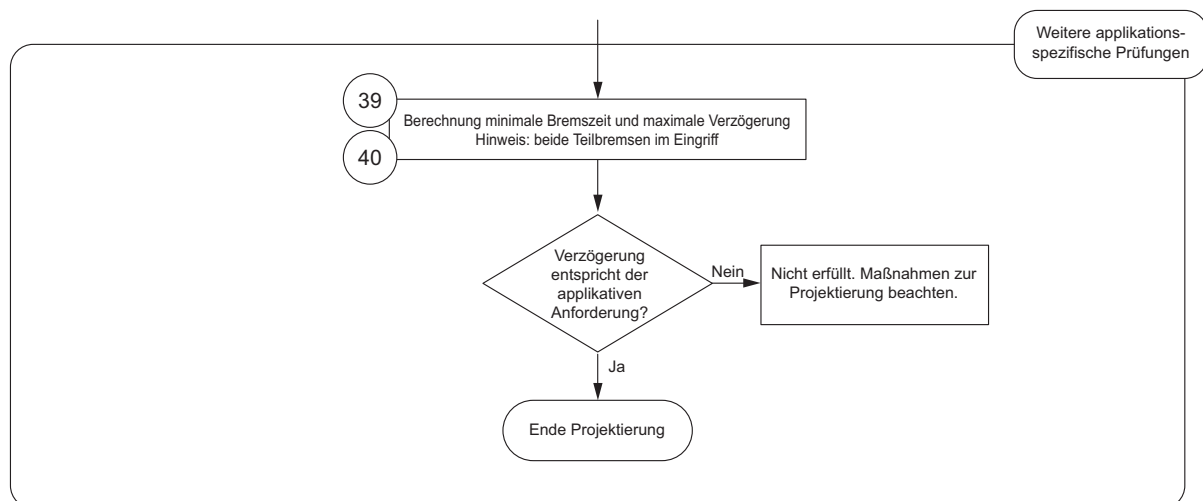 Weitere applikations-
spezifische Prüfungen
39
Berechnung minimale Bremszeit und maximale Verzögerung
Hinweis: beide Teilbremsen im Eingriff
40
Verzögerung
entspricht der
applikativen
Anforderung?
Nein
Nicht erfüllt. Maßnahmen zur
Projektierung beachten.
Ja
Ende Projektierung